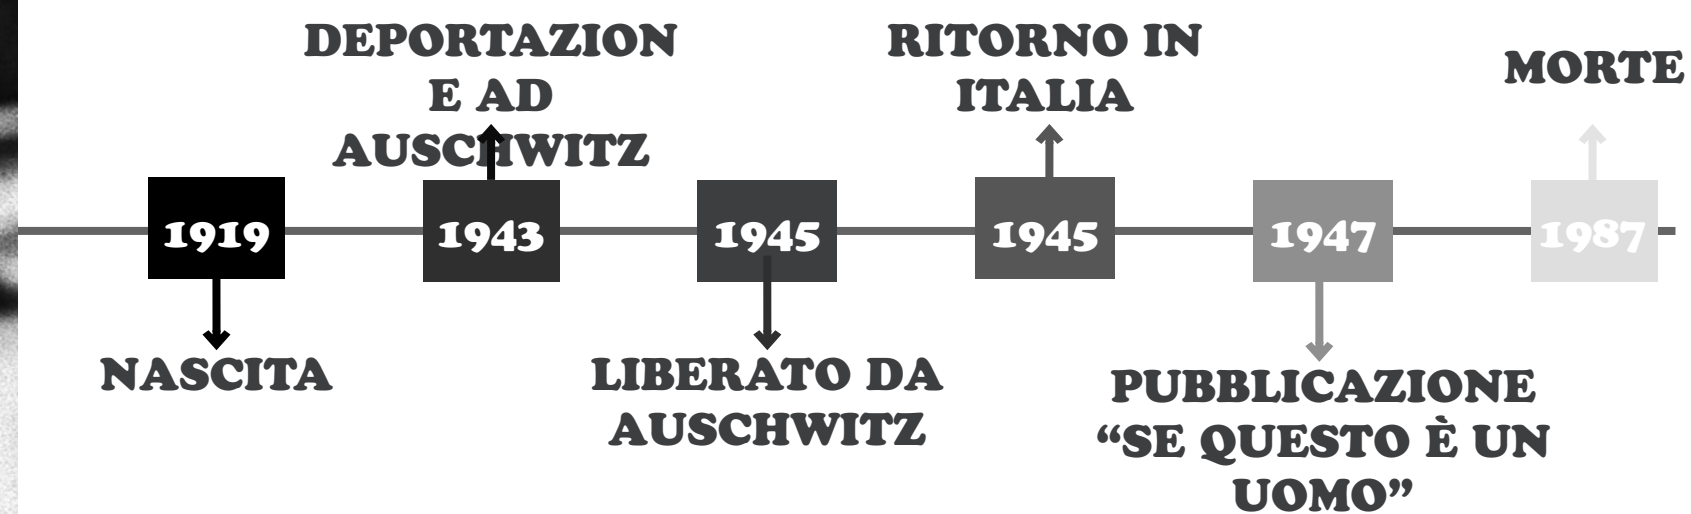 DEPORTAZION
E AD
AUSCHWITZ
RITORNO IN
ITALIA
MORTE
1919
1943
1945
1945
1947
1987
NASCITA
LIBERATO DA
AUSCHWITZ
PUBBLICAZIONE
“SE QUESTO È UN
UOMO”